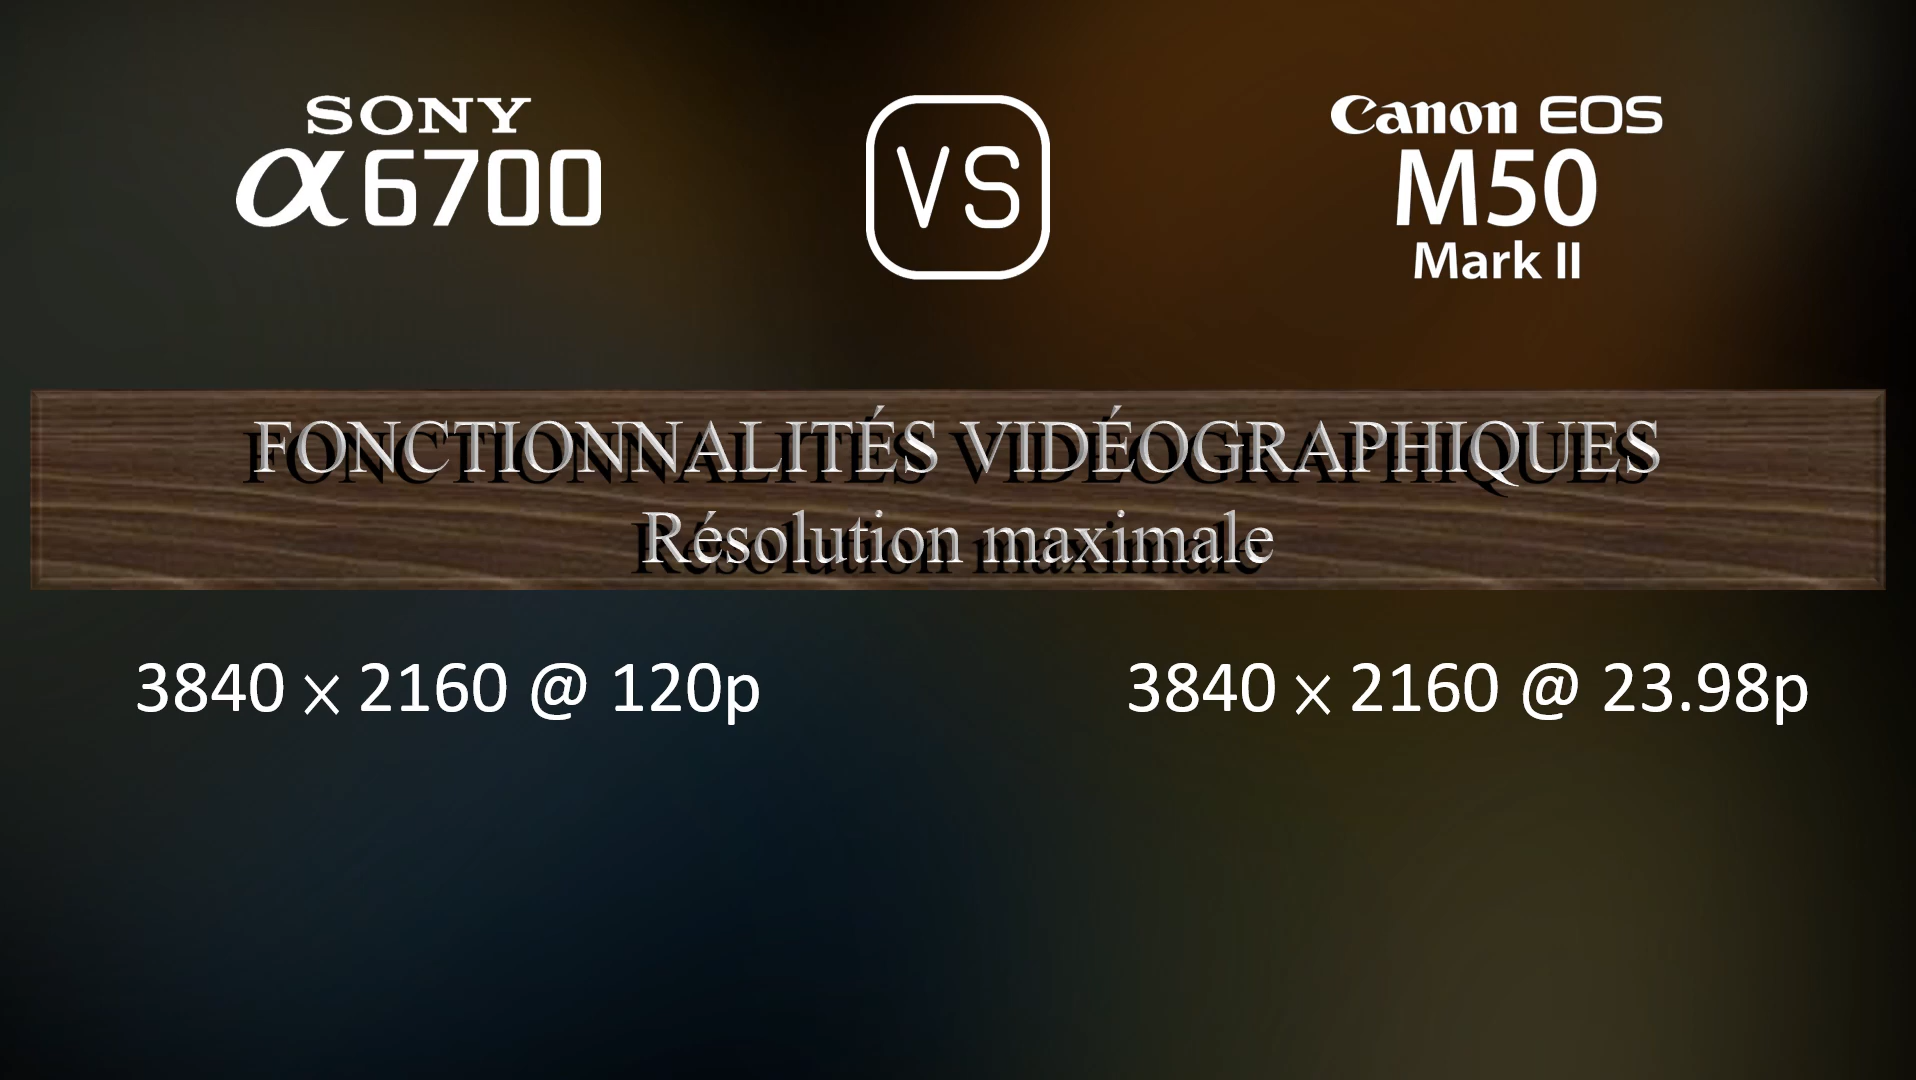 SONY
α6700
VS
Canon EOS
M50
Mark II
FONCTIONNALITÉS VIDÉOGRAPHIQUES
Résolution maximale
3840 x 2160 @ 120p
3840 x 2160 @ 23.98p